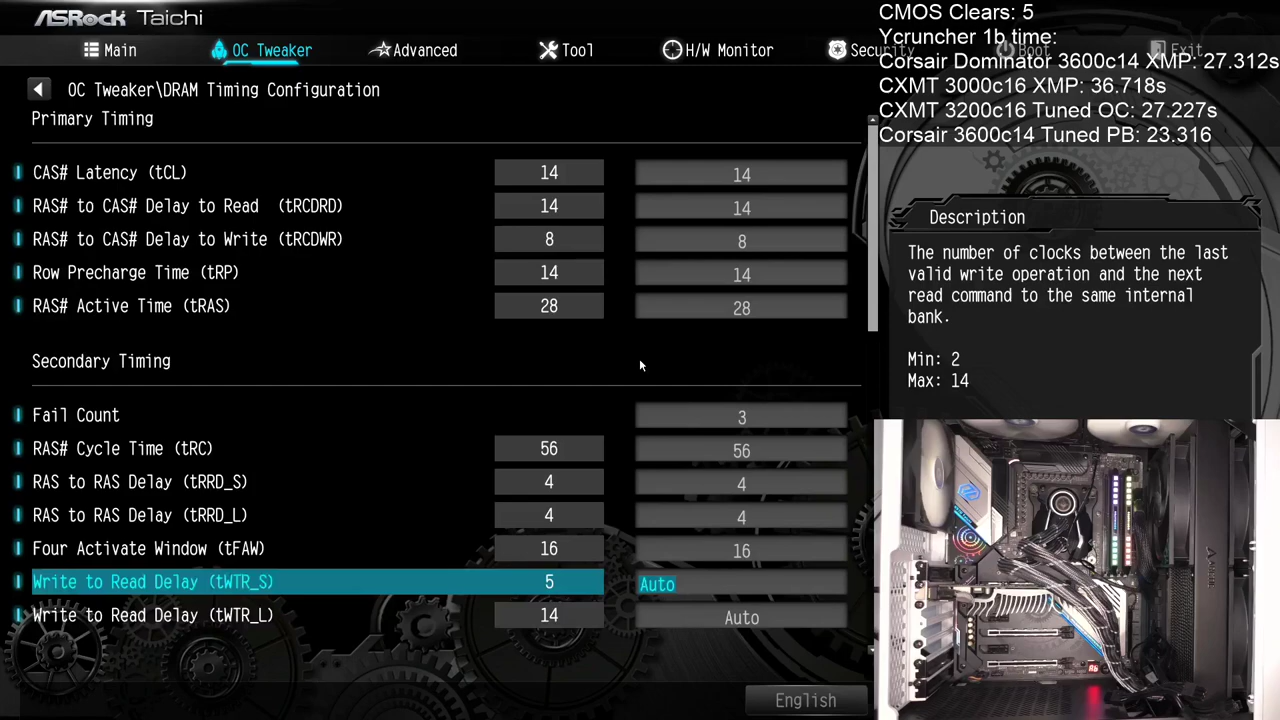 ASRock Taichi
CMOS Clears: 5
Ycruncher 1b time:
Corsair Dominator 3600c14 XMP: 27.312s
CXMT 3000c16 XMP: 36.718s
CXMT 3200c16 Tuned OC: 27.227s
Corsair 3600c14 Tuned PB: 23.316
Main OC Tweaker Advanced Tool H/W Monitor Security Boot Exit
OC Tweaker\DRAM Timing Configuration
Primary Timing
CAS# Latency (tCL) 14 14
RAS# to CAS# Delay to Read (tRCDRD) 14 14
RAS# to CAS# Delay to Write (tRCDWR) 8 8
Row Precharge Time (tRP) 14 14
RAS# Active Time (tRAS) 28 28
Secondary Timing
Fail Count 3
RAS# Cycle Time (tRC) 56 56
RAS to RAS Delay (tRRD_S) 4 4
RAS to RAS Delay (tRRD_L) 4 4
Four Activate Window (tFAW) 16 16
Write to Read Delay (tWTR_S) 5 Auto
Write to Read Delay (tWTR_L) 14 Auto
Description
The number of clocks between the last
valid write operation and the next
read command to the same internal
bank.
Min: 2
Max: 14
English